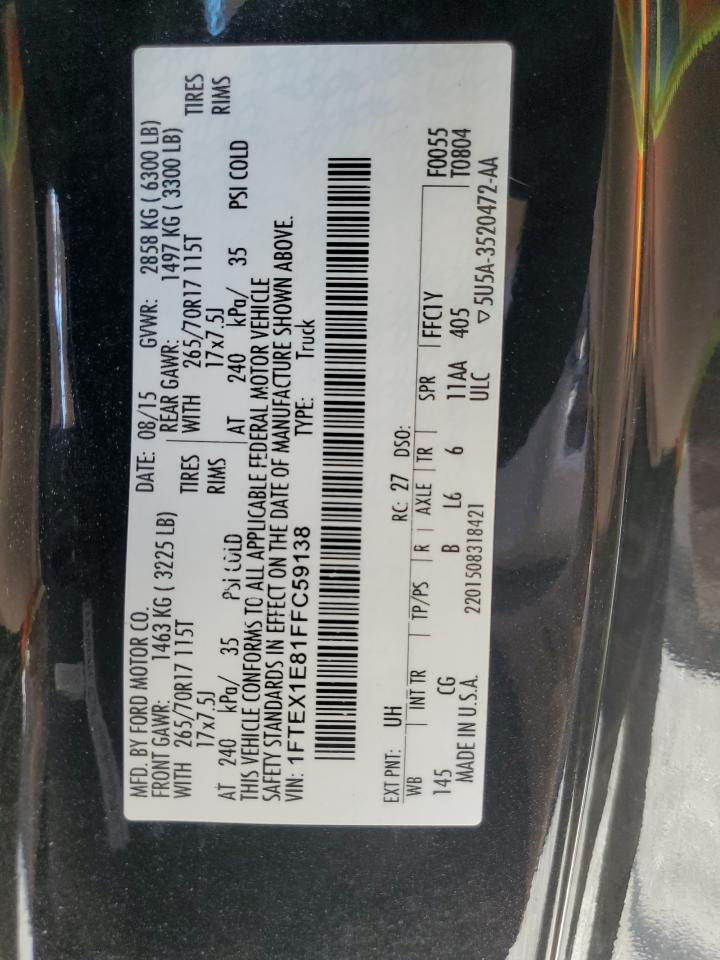 MFD. BY FORD MOTOR CO.
DATE: 08/15 GVWR: 2858 KG ( 6300 LB)
FRONT GAWR: 1463 KG ( 3225 LB) REAR GAWR: 1497 KG ( 3300 LB)
WITH 265/70R17 115T TIRES WITH 265/70R17 115T TIRES
17x7.5J RIMS 17x7.5J RIMS
AT 240 kPa/ 35 PSI COLD AT 240 kPa/ 35 PSI COLD
THIS VEHICLE CONFORMS TO ALL APPLICABLE FEDERAL MOTOR VEHICLE
SAFETY STANDARDS IN EFFECT ON THE DATE OF MANUFACTURE SHOWN ABOVE.
VIN: 1FTEX1E81FFC59138 TYPE: Truck
EXT PNT: UH RC: 27 DSO: F0055
WB INT TR TP/PS R AXLE TR SPR FFC1Y T0804
145 CG B L6 6 11AA 405
MADE IN U.S.A. 2201508318421 ULC ▽5U5A-3520472-AA